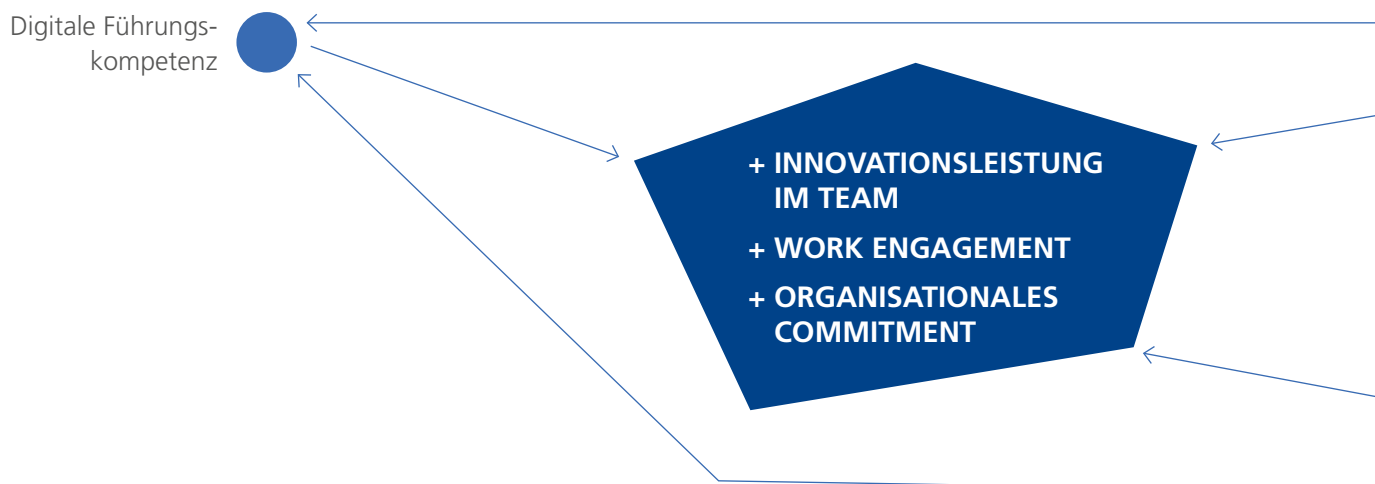 Digitale Führungs-
kompetenz
+ INNOVATIONSLEISTUNG
IM TEAM
+ WORK ENGAGEMENT
+ ORGANISATIONALES
COMMITMENT